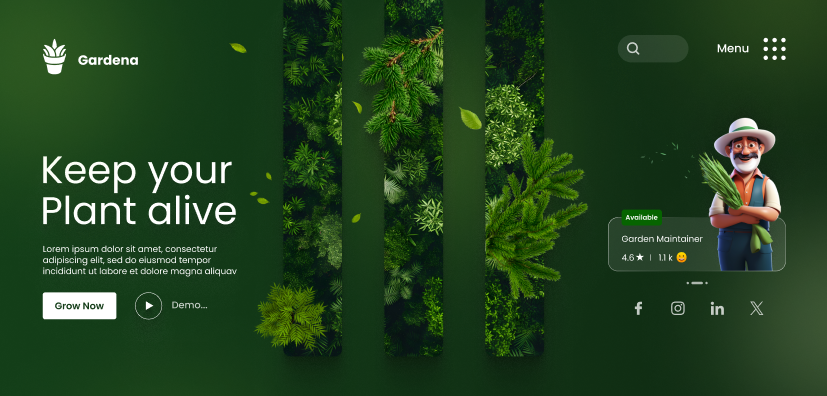 Gardena
Menu
Keep your
Plant alive
Lorem ipsum dolor sit amet, consectetur
adipiscing elit, sed do eiusmod tempor
incididunt ut labore et dolore magna aliquav
Grow Now
Demo...
Available
Garden Maintainer
4.6★ | 1.1 k 😀